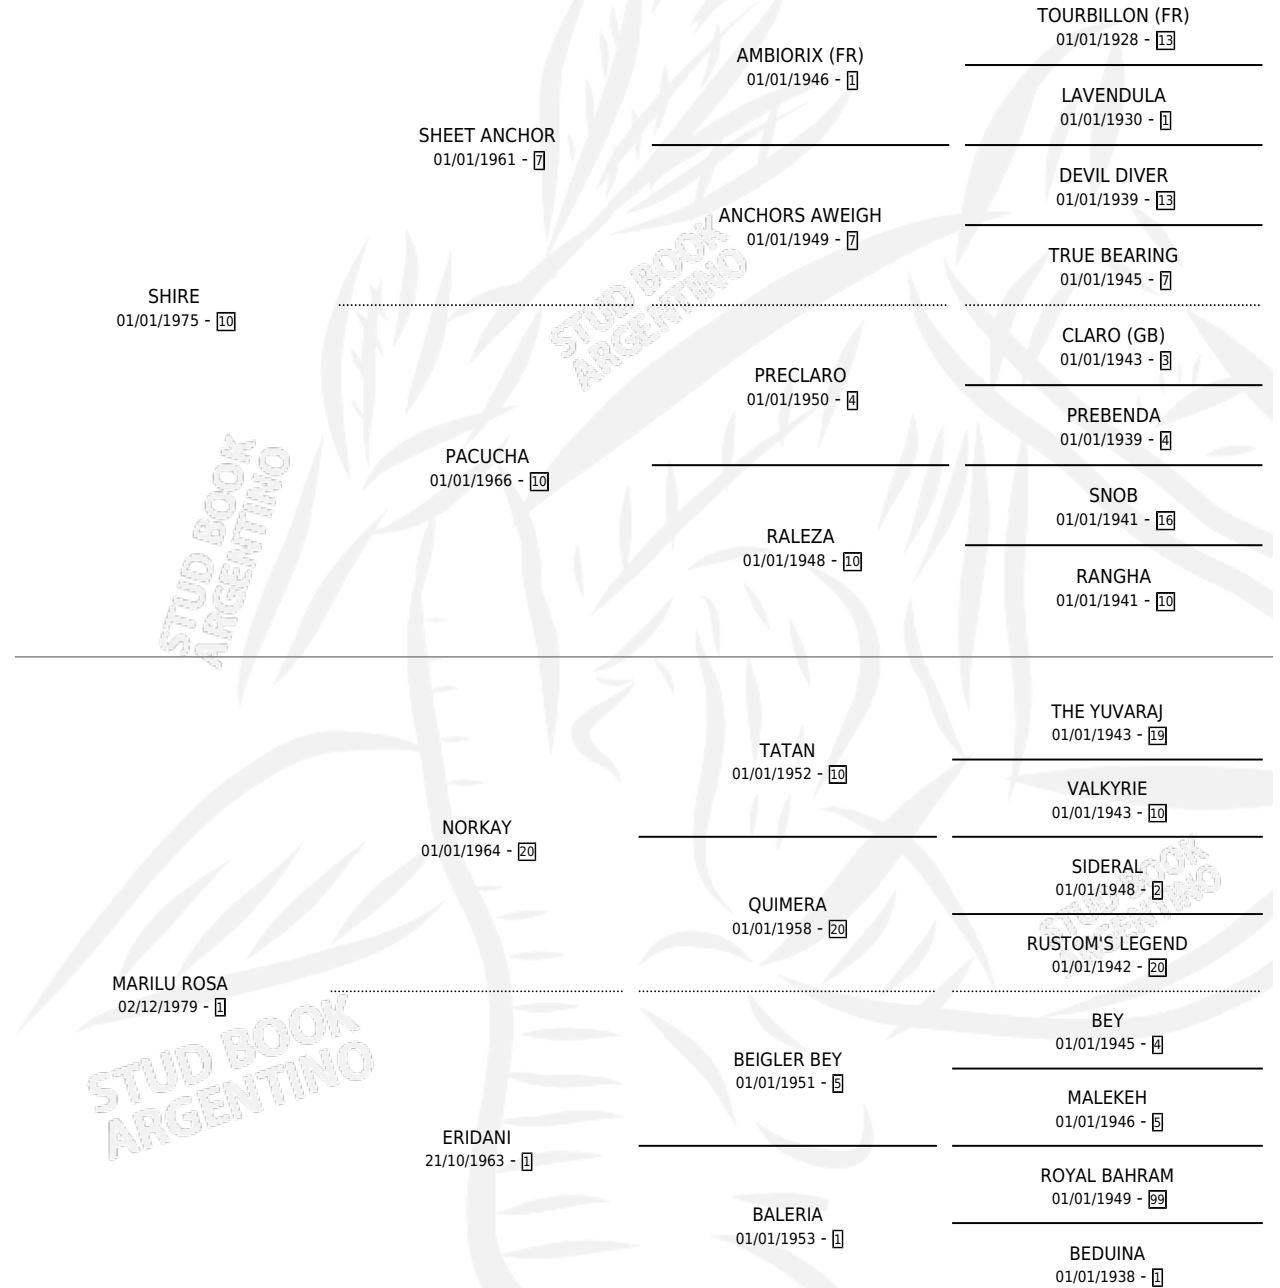 TOURBILLON (FR)
01/01/1928 - 13
AMBIORIX (FR)
01/01/1946 - 1
LAVENDULA
01/01/1930 - 1
SHEET ANCHOR
01/01/1961 - 7
DEVIL DIVER
01/01/1939 - 13
ANCHORS AWEIGH
01/01/1949 - 7
TRUE BEARING
01/01/1945 - 7
SHIRE
01/01/1975 - 10
CLARO (GB)
01/01/1943 - 3
PRECLARO
01/01/1950 - 4
PREBENDA
01/01/1939 - 4
PACUCHA
01/01/1966 - 10
SNOB
01/01/1941 - 16
RALEZA
01/01/1948 - 10
RANGHA
01/01/1941 - 10
THE YUVARAJ
01/01/1943 - 19
TATAN
01/01/1952 - 10
VALKYRIE
01/01/1943 - 10
NORKAY
01/01/1964 - 20
SIDERAL
01/01/1948 - 2
QUIMERA
01/01/1958 - 20
RUSTOM'S LEGEND
01/01/1942 - 20
MARILU ROSA
02/12/1979 - 1
BEY
01/01/1945 - 4
BEIGLER BEY
01/01/1951 - 5
MALEKEH
01/01/1946 - 5
ERIDANI
21/10/1963 - 1
ROYAL BAHRAM
01/01/1949 - 99
BALERIA
01/01/1953 - 1
BEDUINA
01/01/1938 - 1
STUD BOOK
ARGENTINO
STUD BOOK
ARGENTINO
STUD BOOK
ARGENTINO
STUD BOOK
ARGENTINO